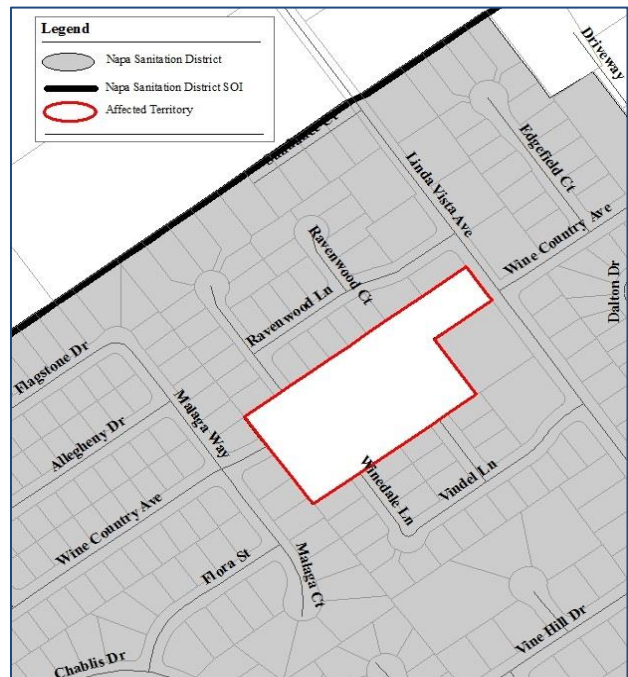 Legend
Napa Sanitation District
Napa Sanitation District SOI
Affected Territory
Driveway
Edgefield Ct
Linda Vista Ave
Wine Country Ave
Dalton Dr
Ravenwood Ct
Ravenwood Ln
Flagstone Dr
Malaga Way
Allegheny Dr
Wine Country Ave
Winedale Ln
Vindel Ln
Flora St
Malaga Ct
Vine Hill Dr
Chablis Dr